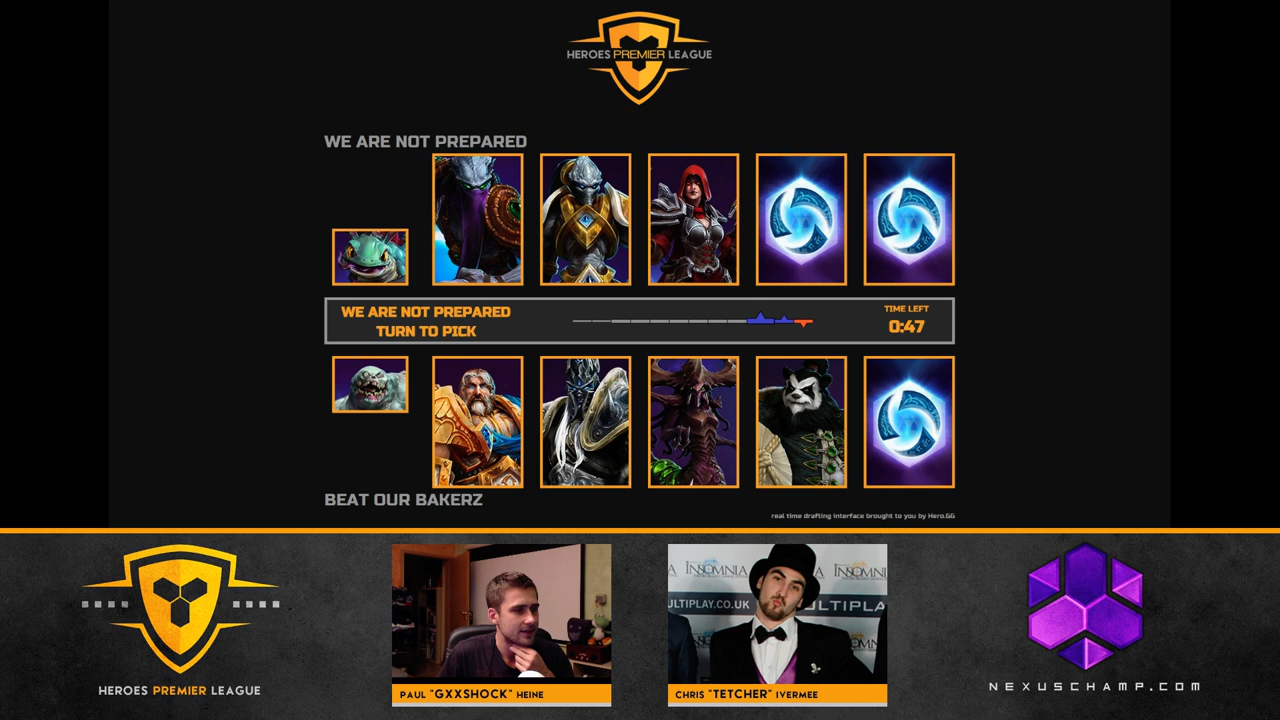 HEROES PREMIER LEAGUE
WE ARE NOT PREPARED
WE ARE NOT PREPARED
TURN TO PICK
TIME LEFT
0:47
BEAT OUR BAKERZ
real time drafting interface brought to you by Hero.GG
INSOMNIA
ULTIPLAY.CO.UK
ULTIPLA
HEROES PREMIER LEAGUE
PAUL "GXXSHOCK" HEINE
CHRIS "TETCHER" IVERMEE
NEXUSCHAMP.COM